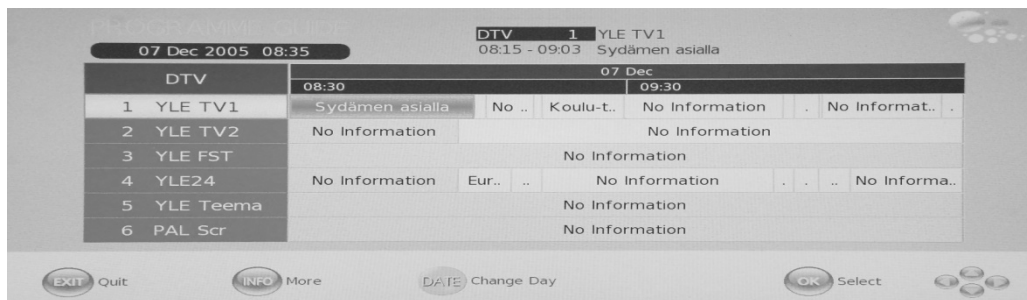 PROGRAMME GUIDE
DTV 1 YLE TV1
07 Dec 2005 08:35
08:15 - 09:03 Sydämen asialla
DTV
07 Dec
08:30 09:30
1 YLE TV1 Sydämen asialla No .. Koulu-t.. No Information . No Informat.. .
2 YLE TV2 No Information No Information
3 YLE FST No Information
4 YLE24 No Information Eur.. .. No Information . . .. No Informa..
5 YLE Teema No Information
6 PAL Scr No Information
EXIT Quit INFO More DATE Change Day OK Select